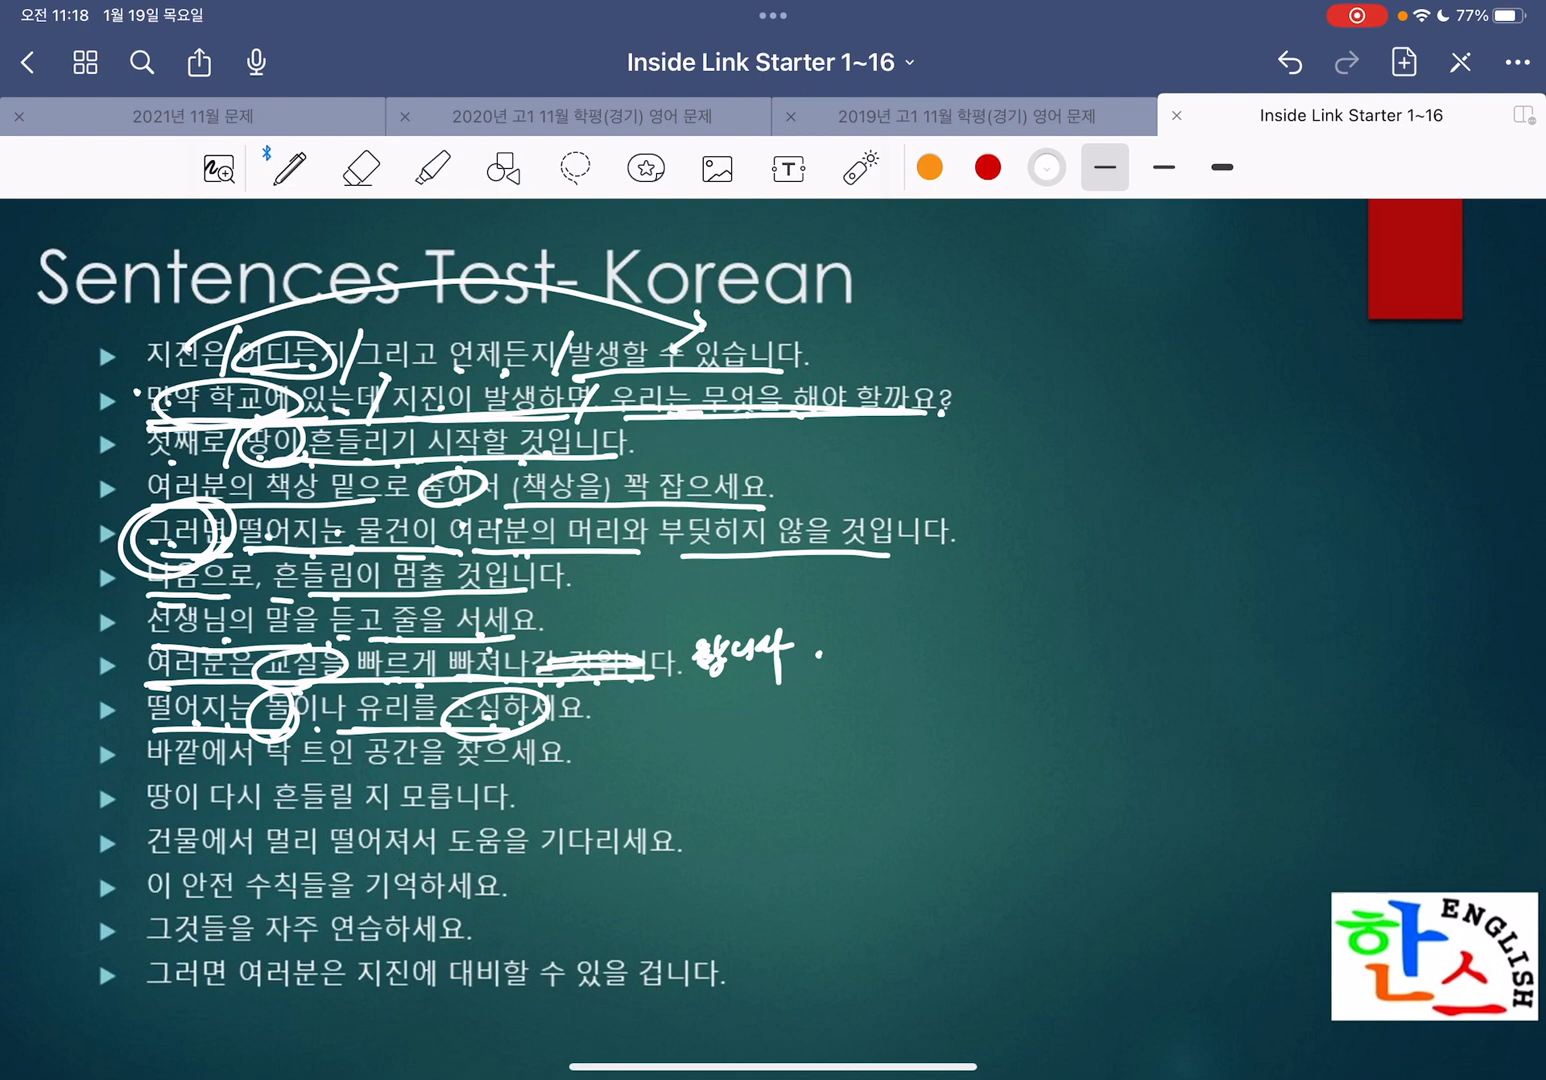 오전 11:18 1월 19일 목요일
77%
Inside Link Starter 1~16
2021년 11월 문제
2020년 고1 11월 학평(경기) 영어 문제
2019년 고1 11월 학평(경기) 영어 문제
Inside Link Starter 1~16
Sentences Test- Korean
지진은 어디든지 그리고 언제든지 발생할 수 있습니다.
만약 학교에 있는데 지진이 발생하면 우리는 무엇을 해야 할까요?
첫째로 땅이 흔들리기 시작할 것입니다.
여러분의 책상 밑으로 숨어서 (책상을) 꽉 잡으세요.
그러면 떨어지는 물건이 여러분의 머리와 부딪히지 않을 것입니다.
다음으로, 흔들림이 멈출 것입니다.
선생님의 말을 듣고 줄을 서세요.
여러분은 교실을 빠르게 빠져나갈 것입니다. 합니다.
떨어지는 돌이나 유리를 조심하세요.
바깥에서 탁 트인 공간을 찾으세요.
땅이 다시 흔들릴 지 모릅니다.
건물에서 멀리 떨어져서 도움을 기다리세요.
이 안전 수칙들을 기억하세요.
그것들을 자주 연습하세요.
그러면 여러분은 지진에 대비할 수 있을 겁니다.
한스 ENGLISH